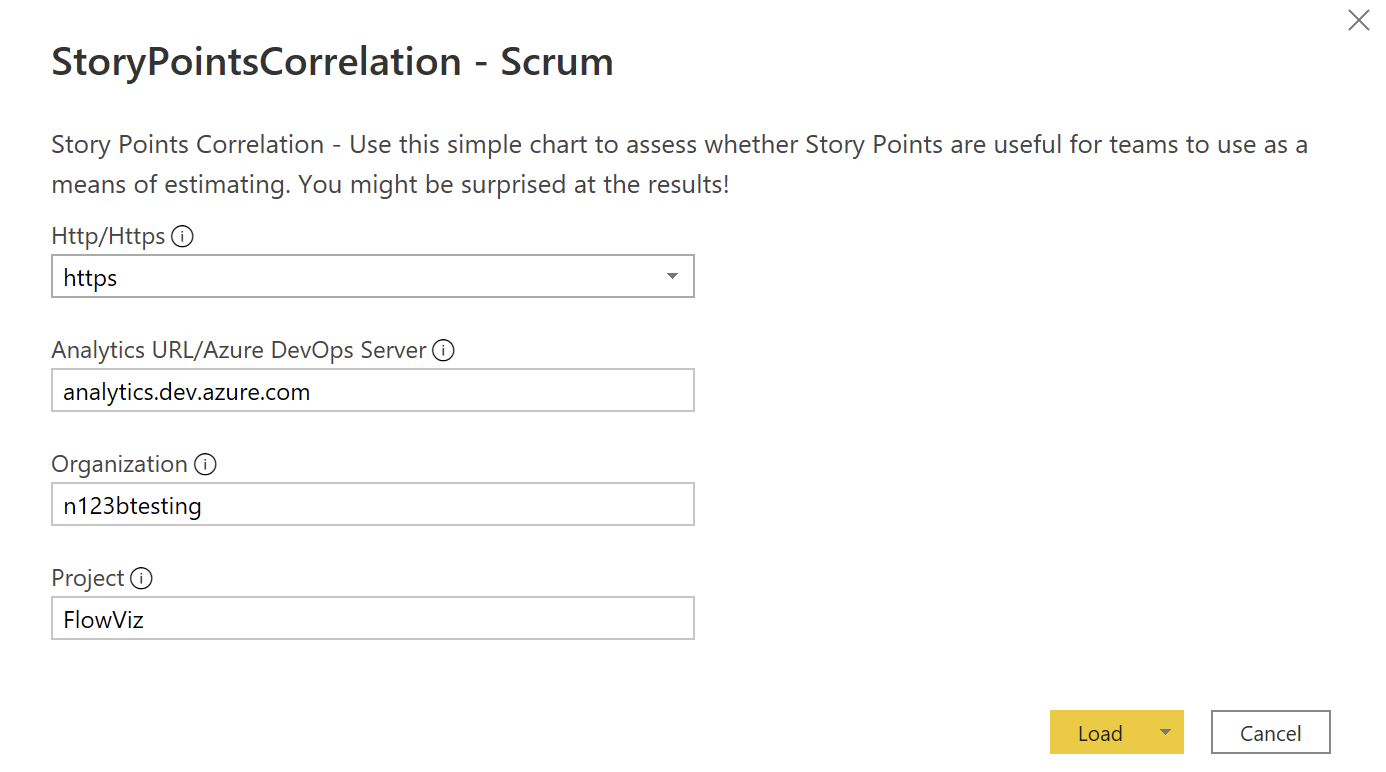 StoryPointsCorrelation - Scrum
Story Points Correlation - Use this simple chart to assess whether Story Points are useful for teams to use as a
means of estimating. You might be surprised at the results!
Http/Https
https
Analytics URL/Azure DevOps Server
analytics.dev.azure.com
Organization
n123btesting
Project
FlowViz
Load
Cancel